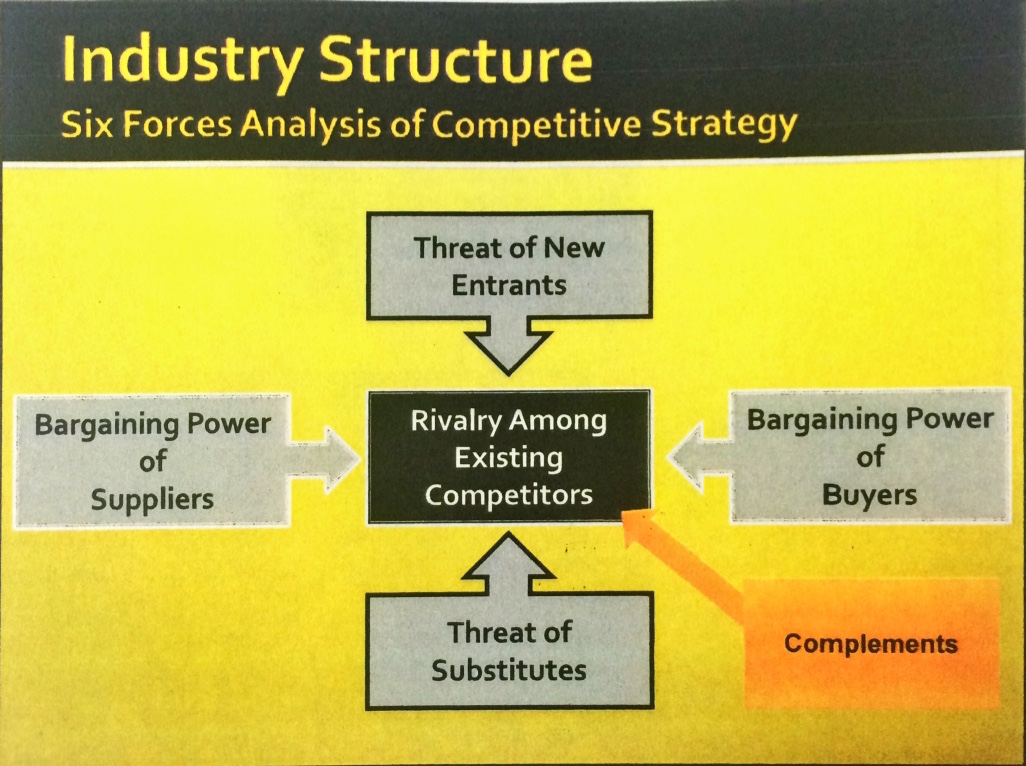 Industry Structure
Six Forces Analysis of Competitive Strategy
Threat of New
Entrants
Bargaining Power
of
Suppliers
Rivalry Among
Existing
Competitors
Bargaining Power
of
Buyers
Threat of
Substitutes
Complements